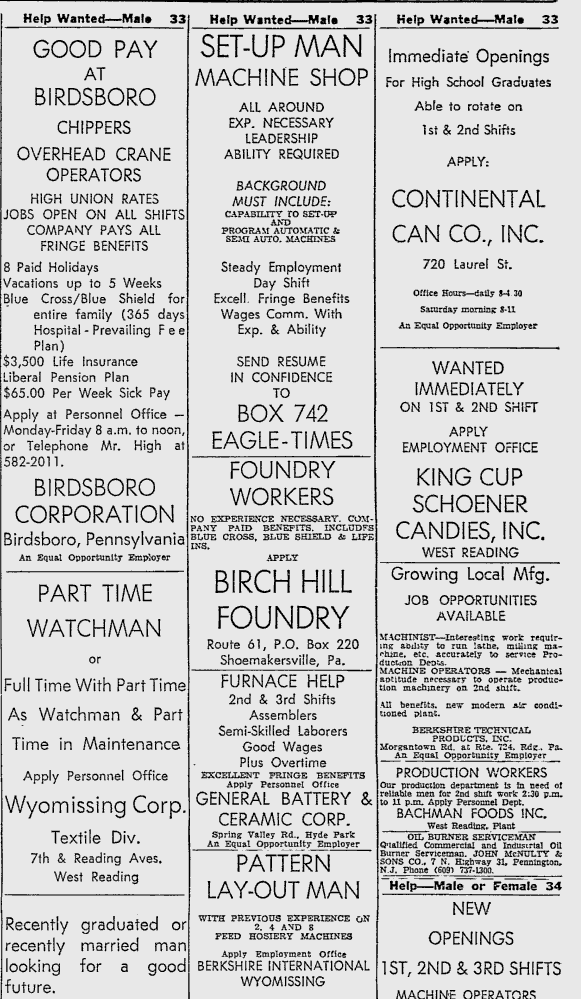 Help Wanted—Male 33
GOOD PAY
AT
BIRDSBORO
CHIPPERS
OVERHEAD CRANE
OPERATORS
HIGH UNION RATES
JOBS OPEN ON ALL SHIFTS
COMPANY PAYS ALL
FRINGE BENEFITS
8 Paid Holidays
Vacations up to 5 Weeks
Blue Cross/Blue Shield for
entire family (365 days
Hospital - Prevailing Fee
Plan)
$3,500 Life Insurance
Liberal Pension Plan
$65.00 Per Week Sick Pay
Apply at Personnel Office —
Monday-Friday 8 a.m. to noon,
or Telephone Mr. High at
582-2011.
BIRDSBORO
CORPORATION
Birdsboro, Pennsylvania
An Equal Opportunity Employer
PART TIME
WATCHMAN
or
Full Time With Part Time
As Watchman & Part
Time in Maintenance
Apply Personnel Office
Wyomissing Corp.
Textile Div.
7th & Reading Aves.
West Reading
Recently graduated or
recently married man
looking for a good
future.
Help Wanted—Male 33
SET-UP MAN
MACHINE SHOP
ALL AROUND
EXP. NECESSARY
LEADERSHIP
ABILITY REQUIRED
BACKGROUND
MUST INCLUDE:
CAPABILITY TO SET-UP
AND
PROGRAM AUTOMATIC &
SEMI AUTO. MACHINES
Steady Employment
Day Shift
Excell. Fringe Benefits
Wages Comm. With
Exp. & Ability
SEND RESUME
IN CONFIDENCE
TO
BOX 742
EAGLE-TIMES
FOUNDRY
WORKERS
NO EXPERIENCE NECESSARY. COM-
PANY PAID BENEFITS. INCLUDES
BLUE CROSS, BLUE SHIELD & LIFE
INS.
APPLY
BIRCH HILL
FOUNDRY
Route 61, P.O. Box 220
Shoemakersville, Pa.
FURNACE HELP
2nd & 3rd Shifts
Assemblers
Semi-Skilled Laborers
Good Wages
Plus Overtime
EXCELLENT FRINGE BENEFITS
Apply Personnel Office
GENERAL BATTERY &
CERAMIC CORP.
Spring Valley Rd., Hyde Park
An Equal Opportunity Employer
PATTERN
LAY-OUT MAN
WITH PREVIOUS EXPERIENCE ON
2, 4 AND 8
FEED HOSIERY MACHINES
Apply Employment Office
BERKSHIRE INTERNATIONAL
WYOMISSING
Help Wanted—Male 33
Immediate Openings
For High School Graduates
Able to rotate on
1st & 2nd Shifts
APPLY:
CONTINENTAL
CAN CO., INC.
720 Laurel St.
Office Hours—daily 8-4 30
Saturday morning 8-11
An Equal Opportunity Employer
WANTED
IMMEDIATELY
ON 1ST & 2ND SHIFT
APPLY
EMPLOYMENT OFFICE
KING CUP
SCHOENER
CANDIES, INC.
WEST READING
Growing Local Mfg.
JOB OPPORTUNITIES
AVAILABLE
MACHINIST—Interesting work requir-
ing ability to run lathe, milling ma-
chine, etc. accurately to service Pro-
duction Depts.
MACHINE OPERATORS — Mechanical
aptitude necessary to operate produc-
tion machinery on 2nd shift.
All benefits, new modern air condi-
tioned plant.
BERKSHIRE TECHNICAL
PRODUCTS, INC.
Morgantown Rd. at Rte. 724, Rdg., Pa.
An Equal Opportunity Employer
PRODUCTION WORKERS
Our production department is in need of
reliable men for 2nd shift work 2:30 p.m.
to 11 p.m. Apply Personnel Dept.
BACHMAN FOODS INC.
West Reading, Plant
OIL BURNER SERVICEMAN
Qualified Commercial and Industrial Oil
Burner Serviceman. JOHN McNULTY &
SONS CO., 7 N. Highway 31, Pennington,
N.J. Phone (609) 737-1300.
Help—Male or Female 34
NEW
OPENINGS
1ST, 2ND & 3RD SHIFTS
MACHINE OPERATORS